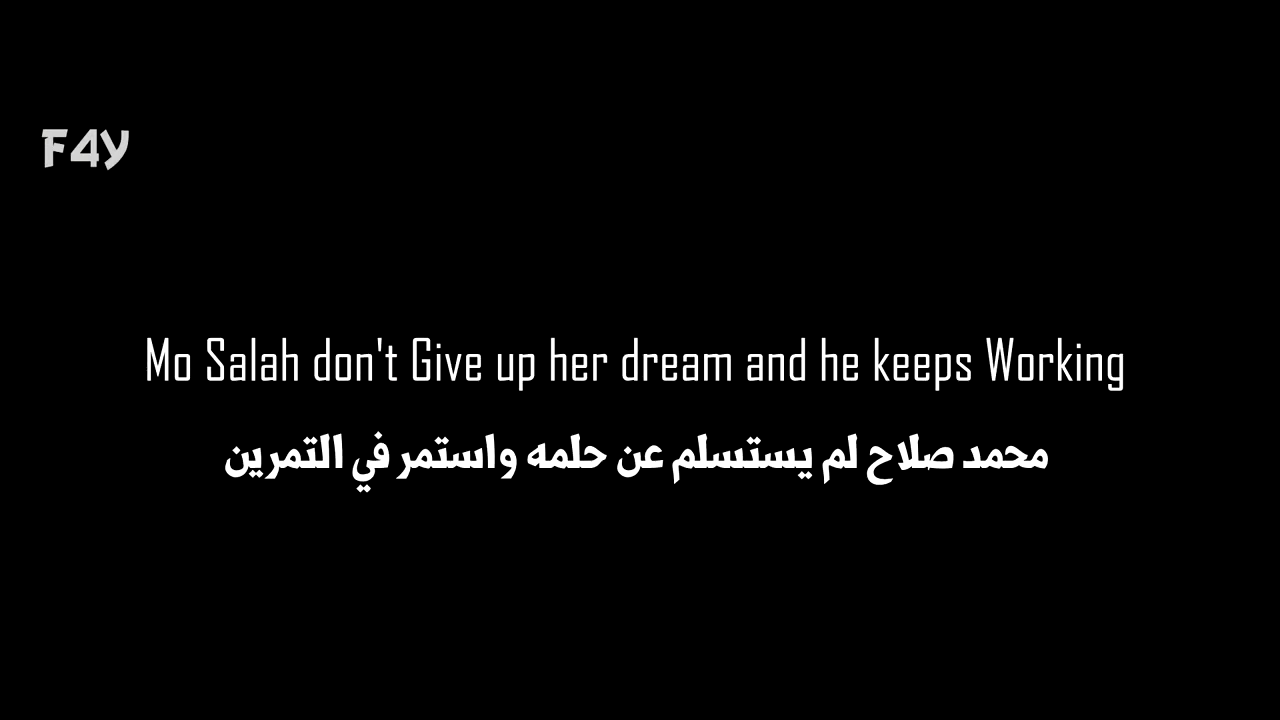 F4Y
Mo Salah don't Give up her dream and he keeps Working
محمد صلاح لم يستسلم عن حلمه واستمر في التمرين